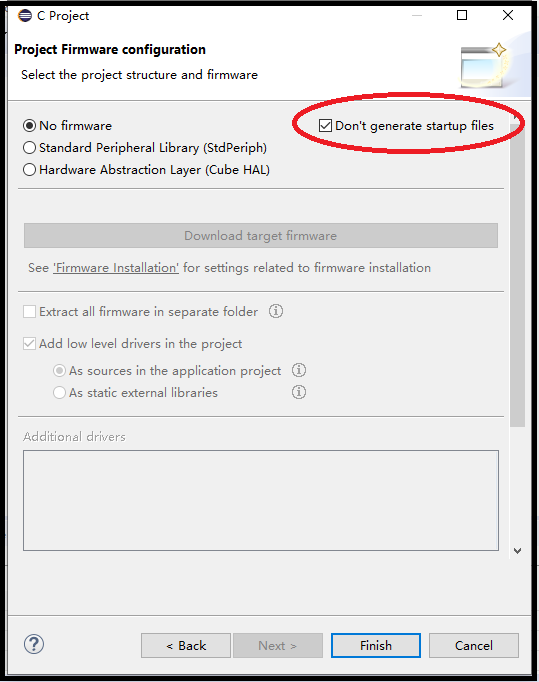 C Project
Project Firmware configuration
Select the project structure and firmware
No firmware
Don't generate startup files
Standard Peripheral Library (StdPeriph)
Hardware Abstraction Layer (Cube HAL)
Download target firmware
See 'Firmware Installation' for settings related to firmware installation
Extract all firmware in separate folder
Add low level drivers in the project
As sources in the application project
As static external libraries
Additional drivers
< Back
Next >
Finish
Cancel